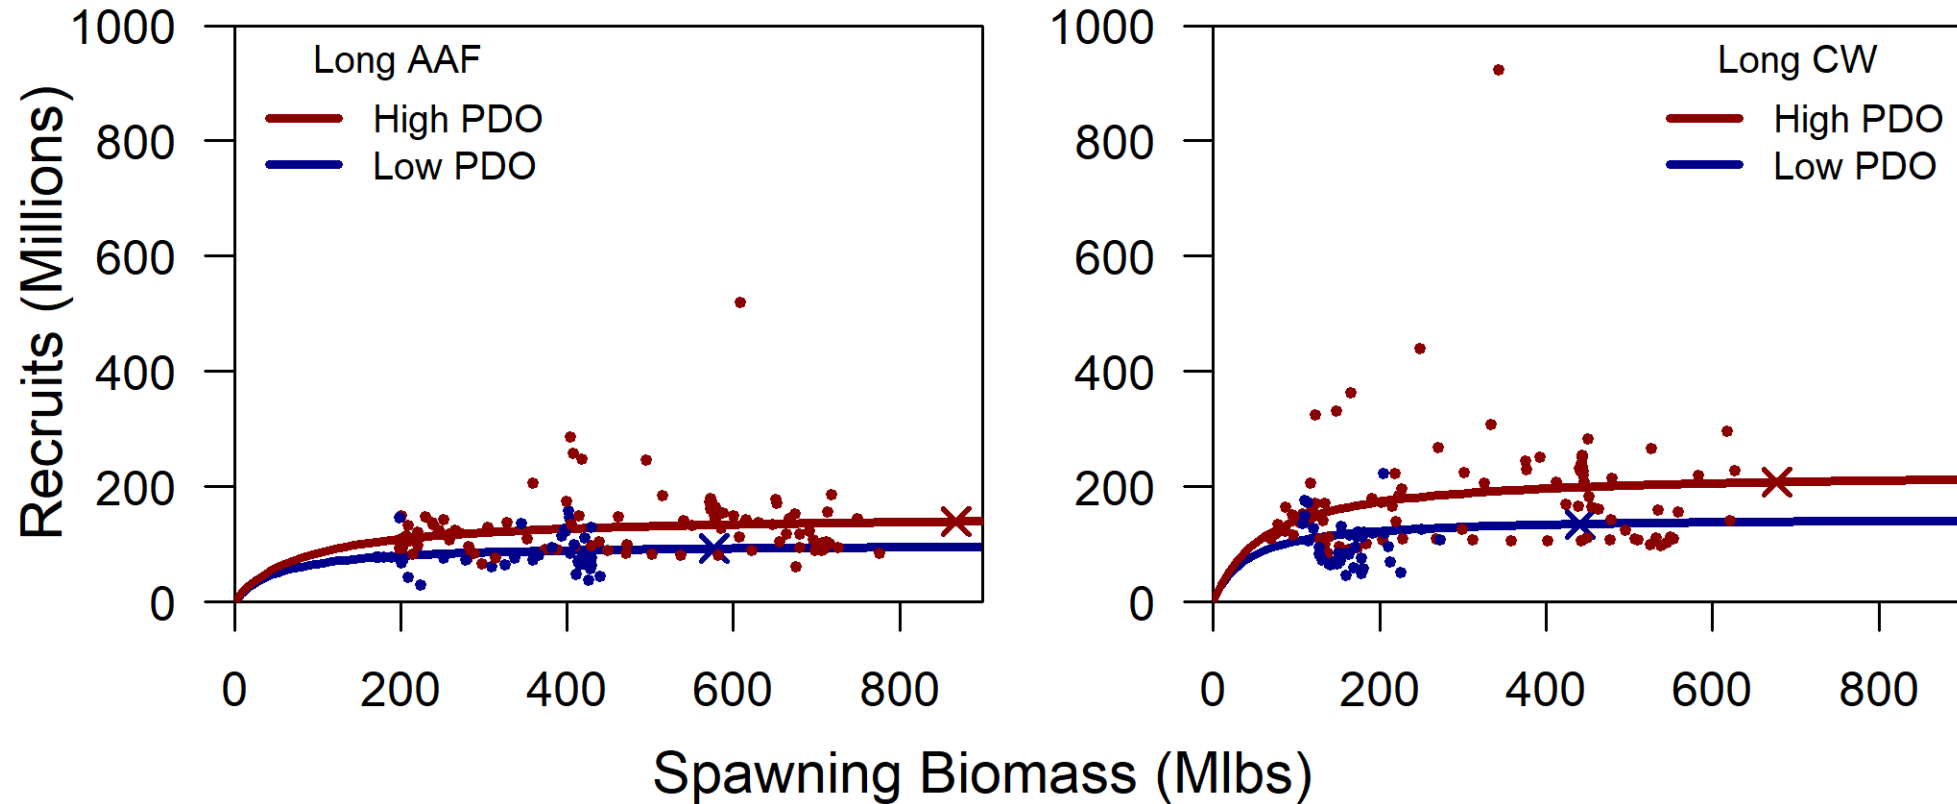 Recruits (Millions)
1000
800
600
400
200
0
Long AAF
High PDO
Low PDO
0 200 400 600 800
1000
800
600
400
200
0
Long CW
High PDO
Low PDO
0 200 400 600 800
Spawning Biomass (Mlbs)